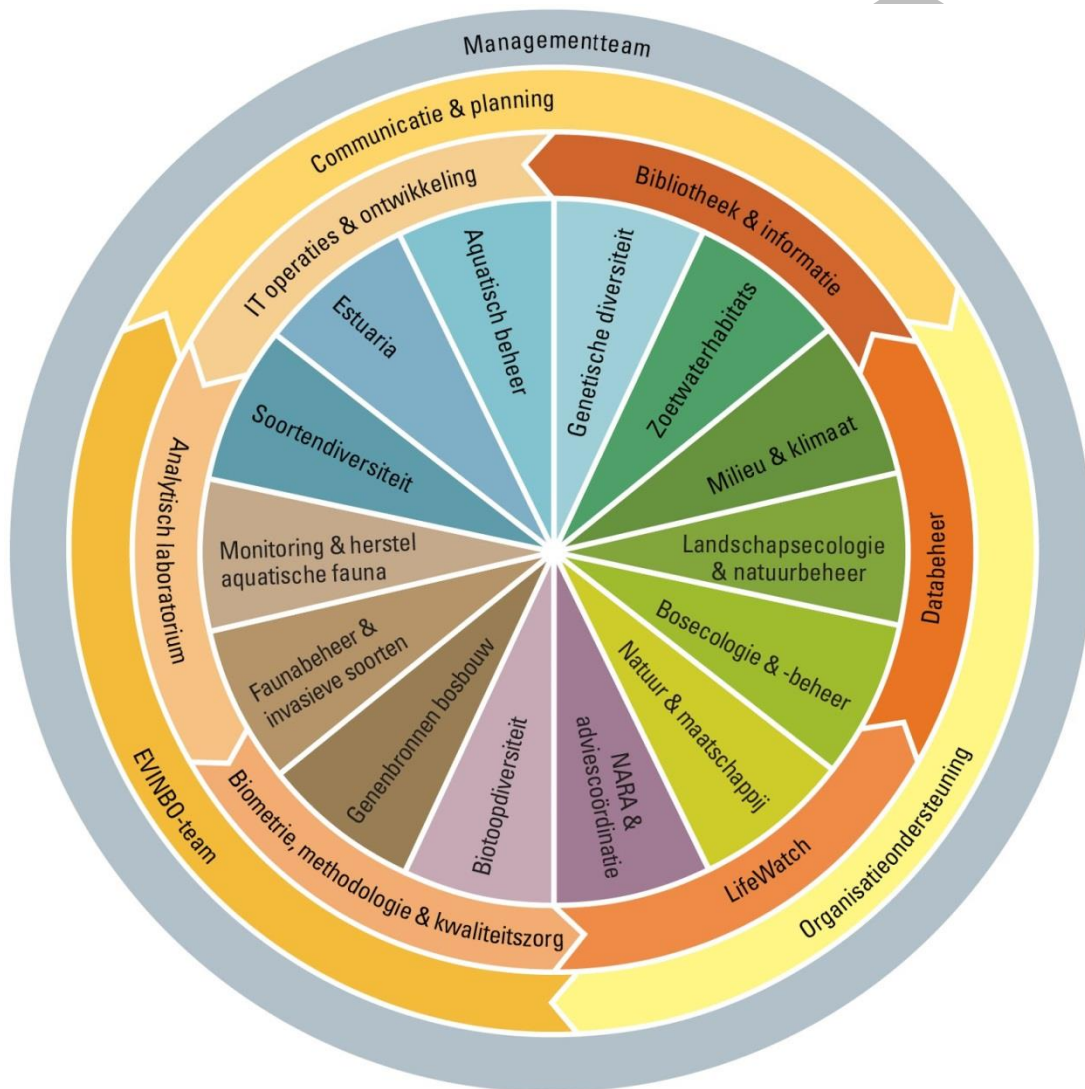 Managementteam
Communicatie & planning
Organisatieondersteuning
EVINBO-team
IT operaties & ontwikkeling
Bibliotheek & informatie
Databeheer
LifeWatch
Biometrie, methodologie & kwaliteitszorg
Analytisch laboratorium
Genetische diversiteit
Zoetwaterhabitats
Milieu & klimaat
Landschapsecologie
& natuurbeheer
Bosecologie & -beheer
Natuur & maatschappij
NARA &
adviescoördinatie
Biotoopdiversiteit
Genenbronnen bosbouw
Faunabeheer &
invasieve soorten
Monitoring & herstel
aquatische fauna
Soortendiversiteit
Estuaria
Aquatisch beheer